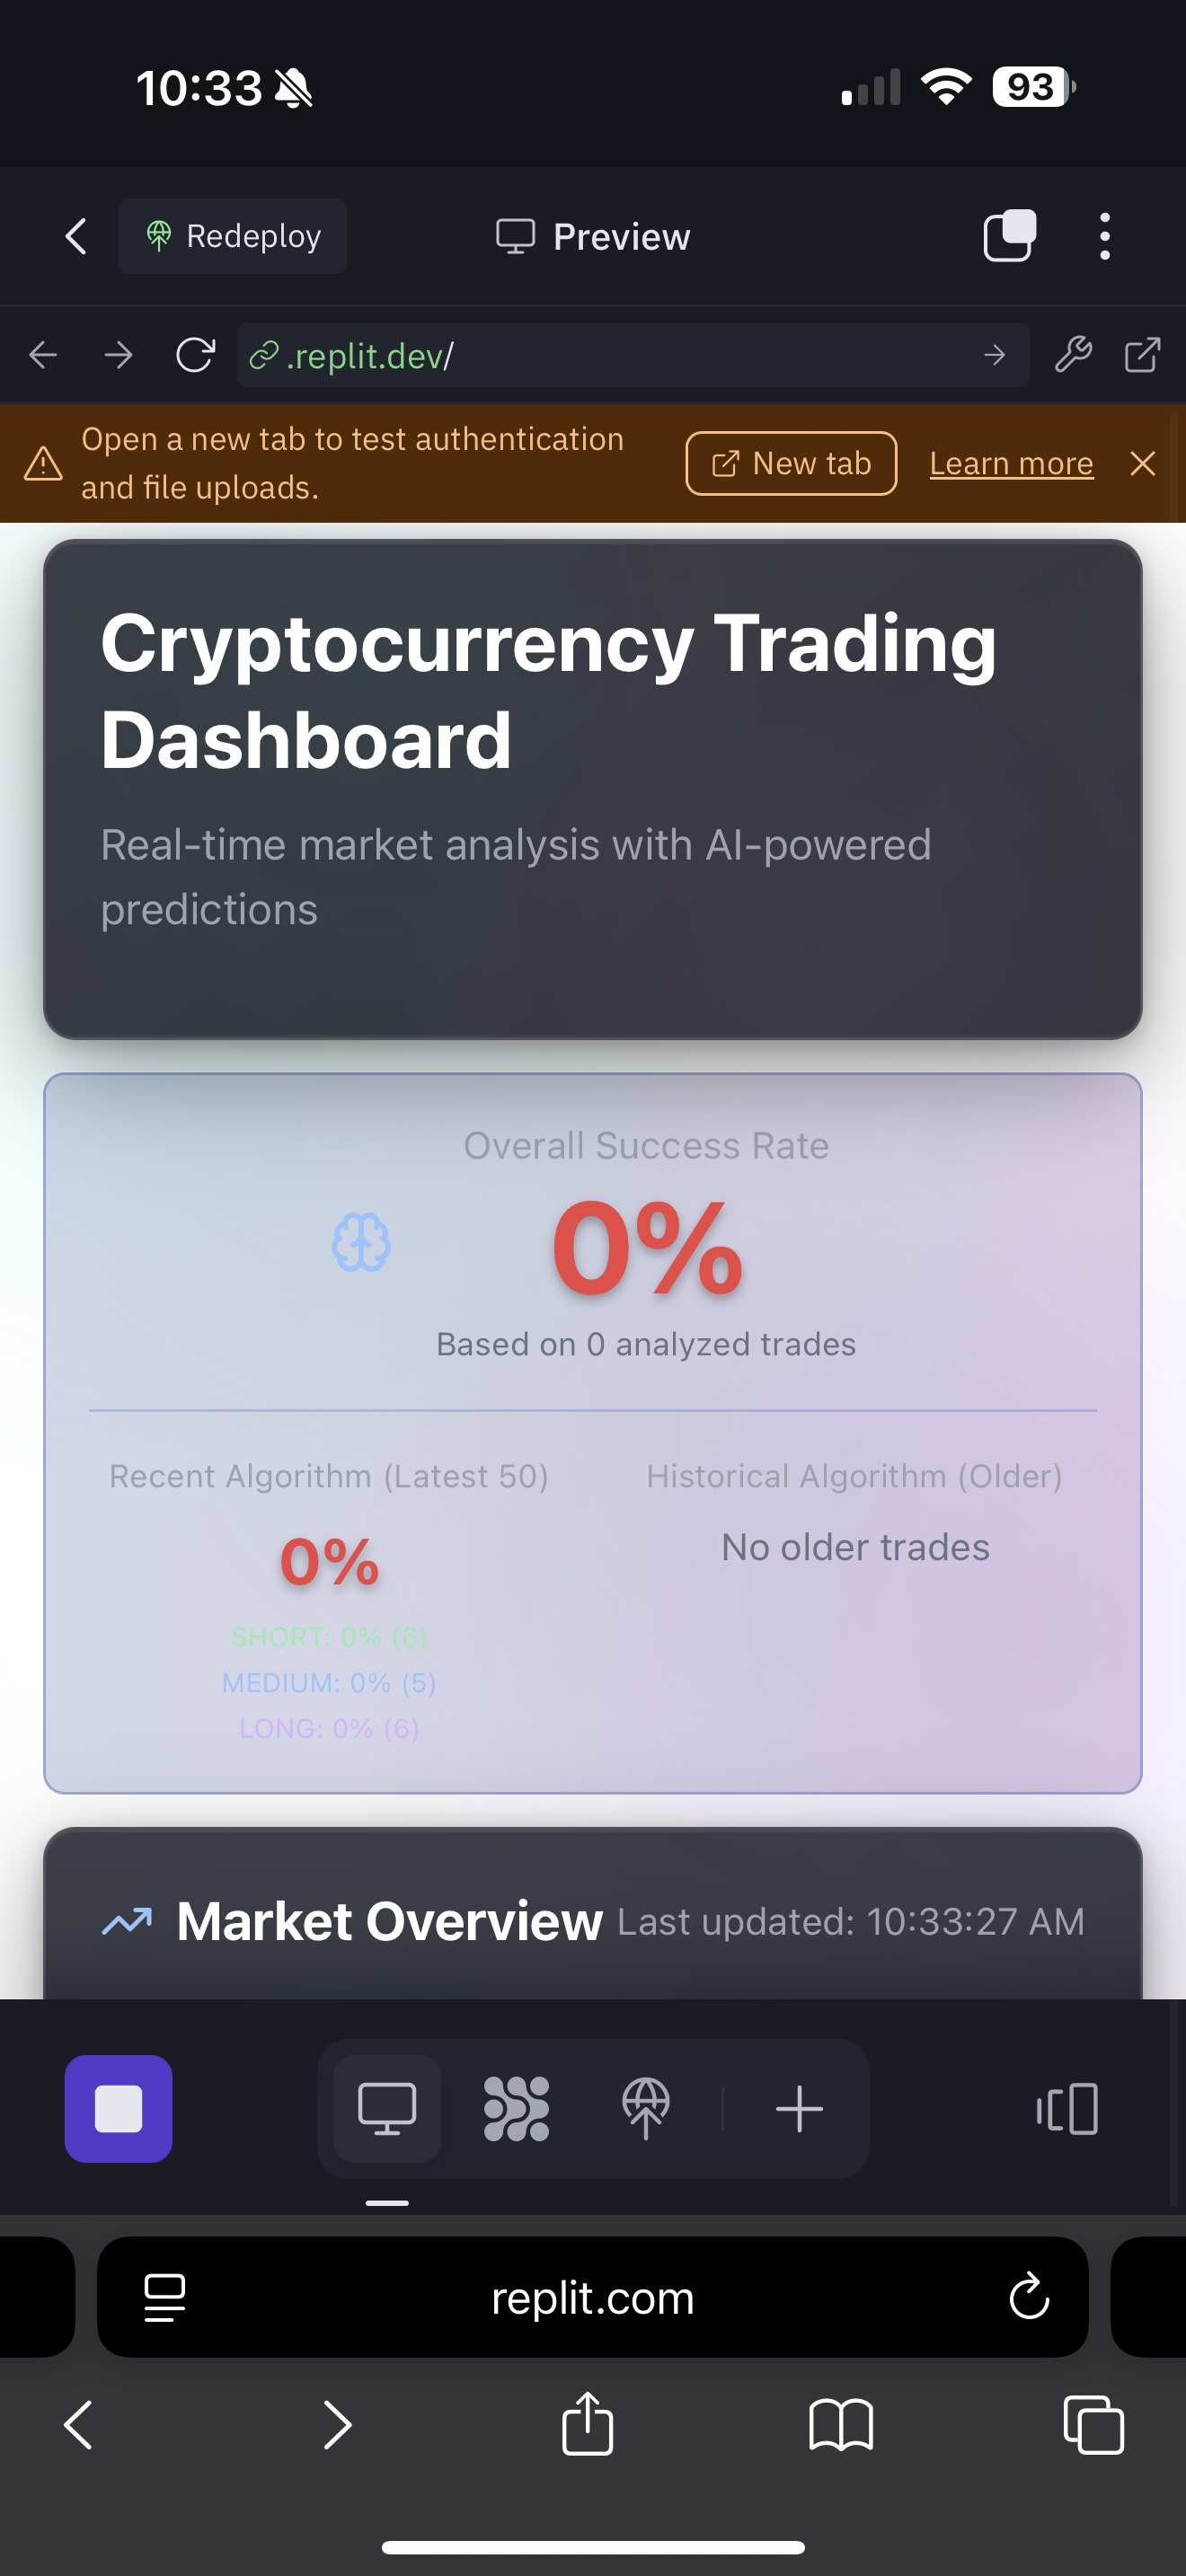 10:33
93
Redeploy
Preview
.replit.dev/
Open a new tab to test authentication
and file uploads.
New tab
Learn more
Cryptocurrency Trading
Dashboard
Real-time market analysis with AI-powered
predictions
Overall Success Rate
0%
Based on 0 analyzed trades
Recent Algorithm (Latest 50)
Historical Algorithm (Older)
0%
No older trades
SHORT: 0% (6)
MEDIUM: 0% (5)
LONG: 0% (6)
Market Overview
Last updated: 10:33:27 AM
replit.com